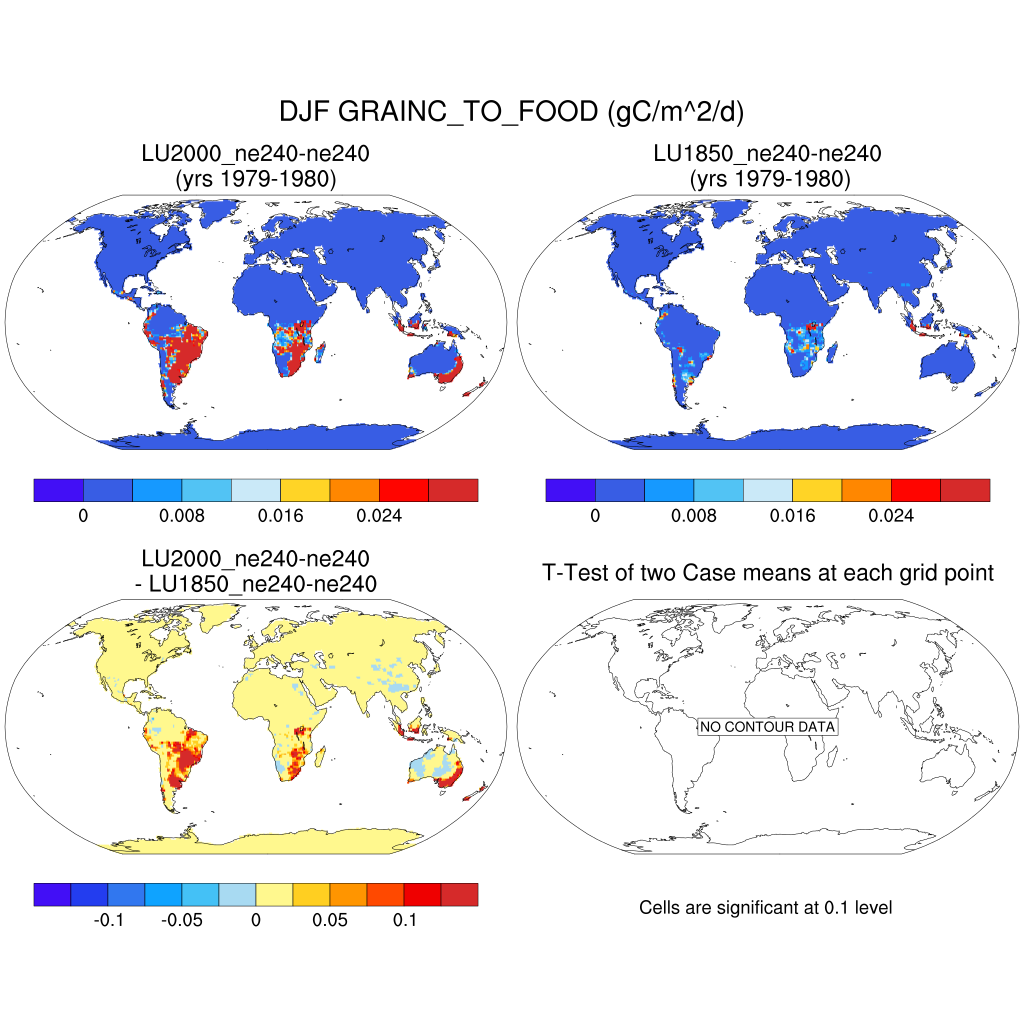 DJF GRAINC_TO_FOOD (gC/m^2/d)
LU2000_ne240-ne240
(yrs 1979-1980)
LU1850_ne240-ne240
(yrs 1979-1980)
0 0.008 0.016 0.024
0 0.008 0.016 0.024
LU2000_ne240-ne240
- LU1850_ne240-ne240
T-Test of two Case means at each grid point
NO CONTOUR DATA
-0.1 -0.05 0 0.05 0.1
Cells are significant at 0.1 level